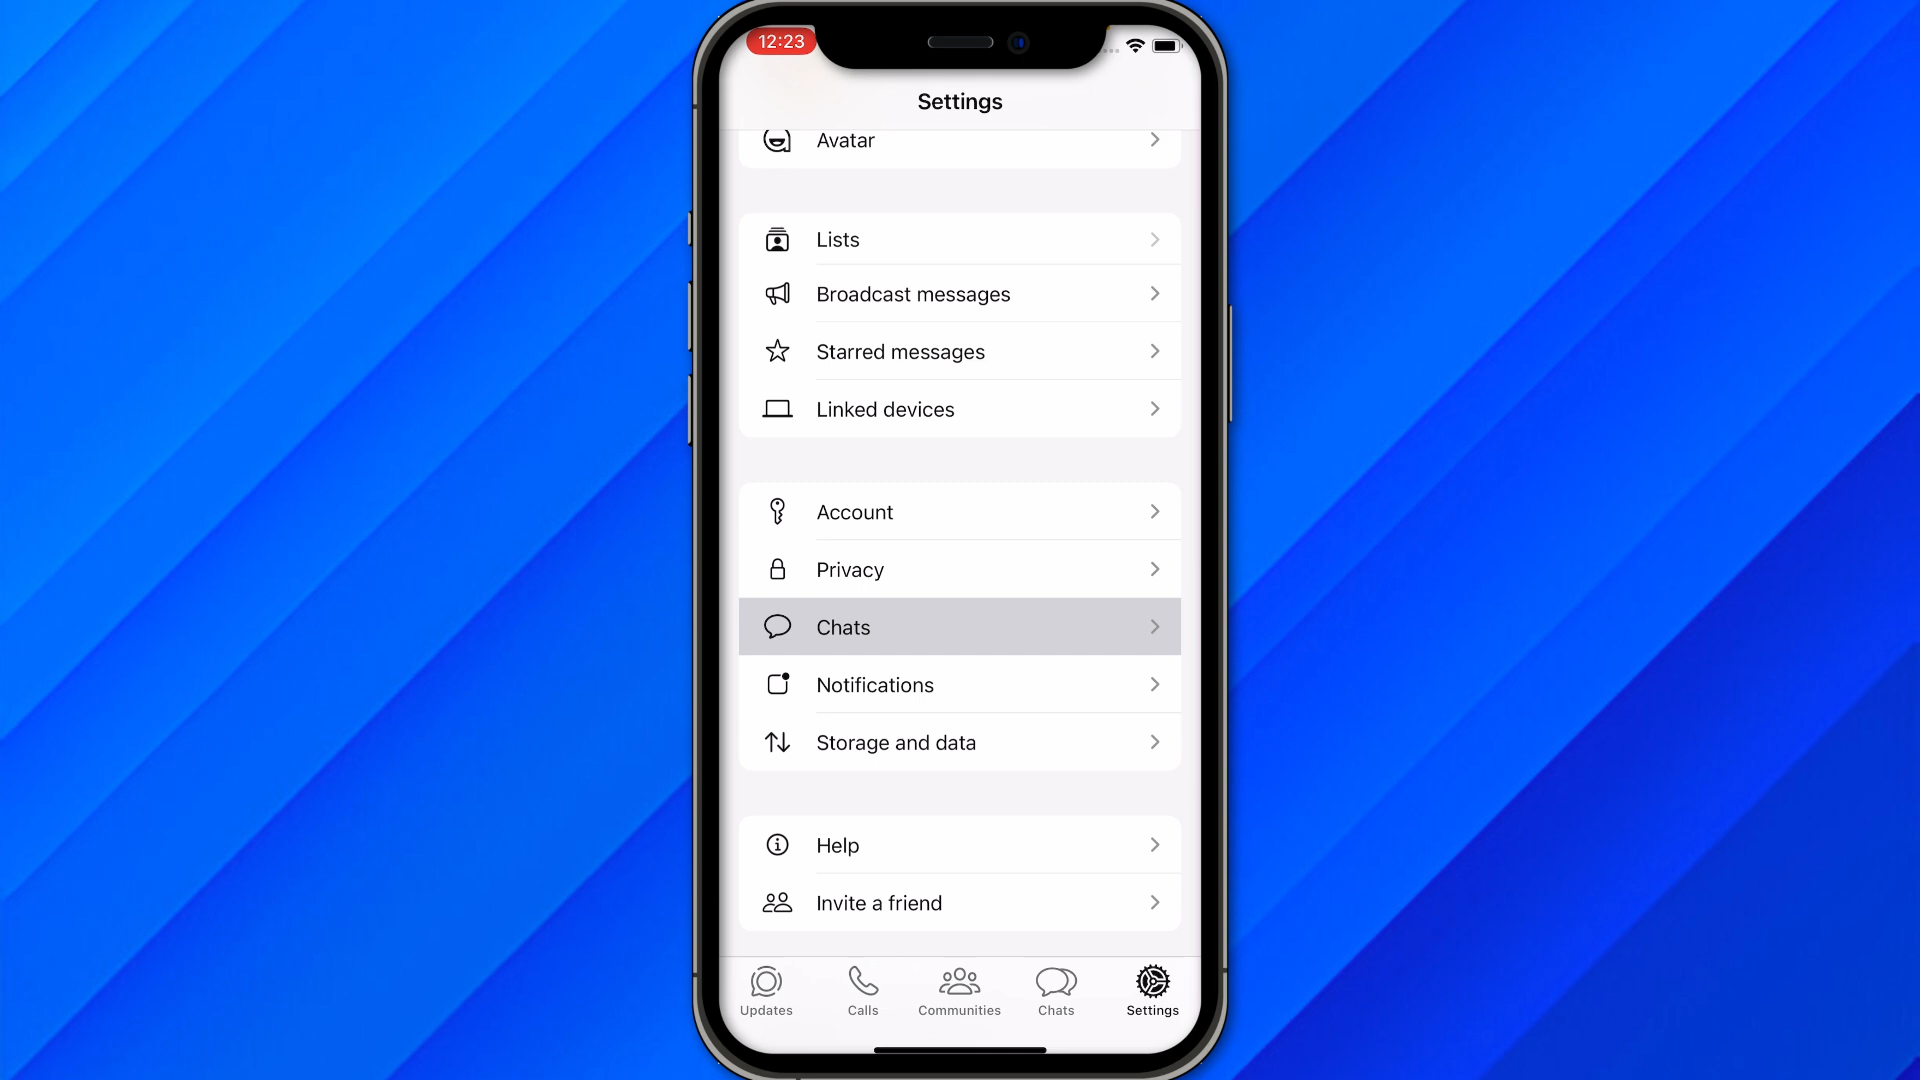 12:23
Settings
Avatar
Lists
Broadcast messages
Starred messages
Linked devices
Account
Privacy
Chats
Notifications
Storage and data
Help
Invite a friend
Updates
Calls
Communities
Chats
Settings